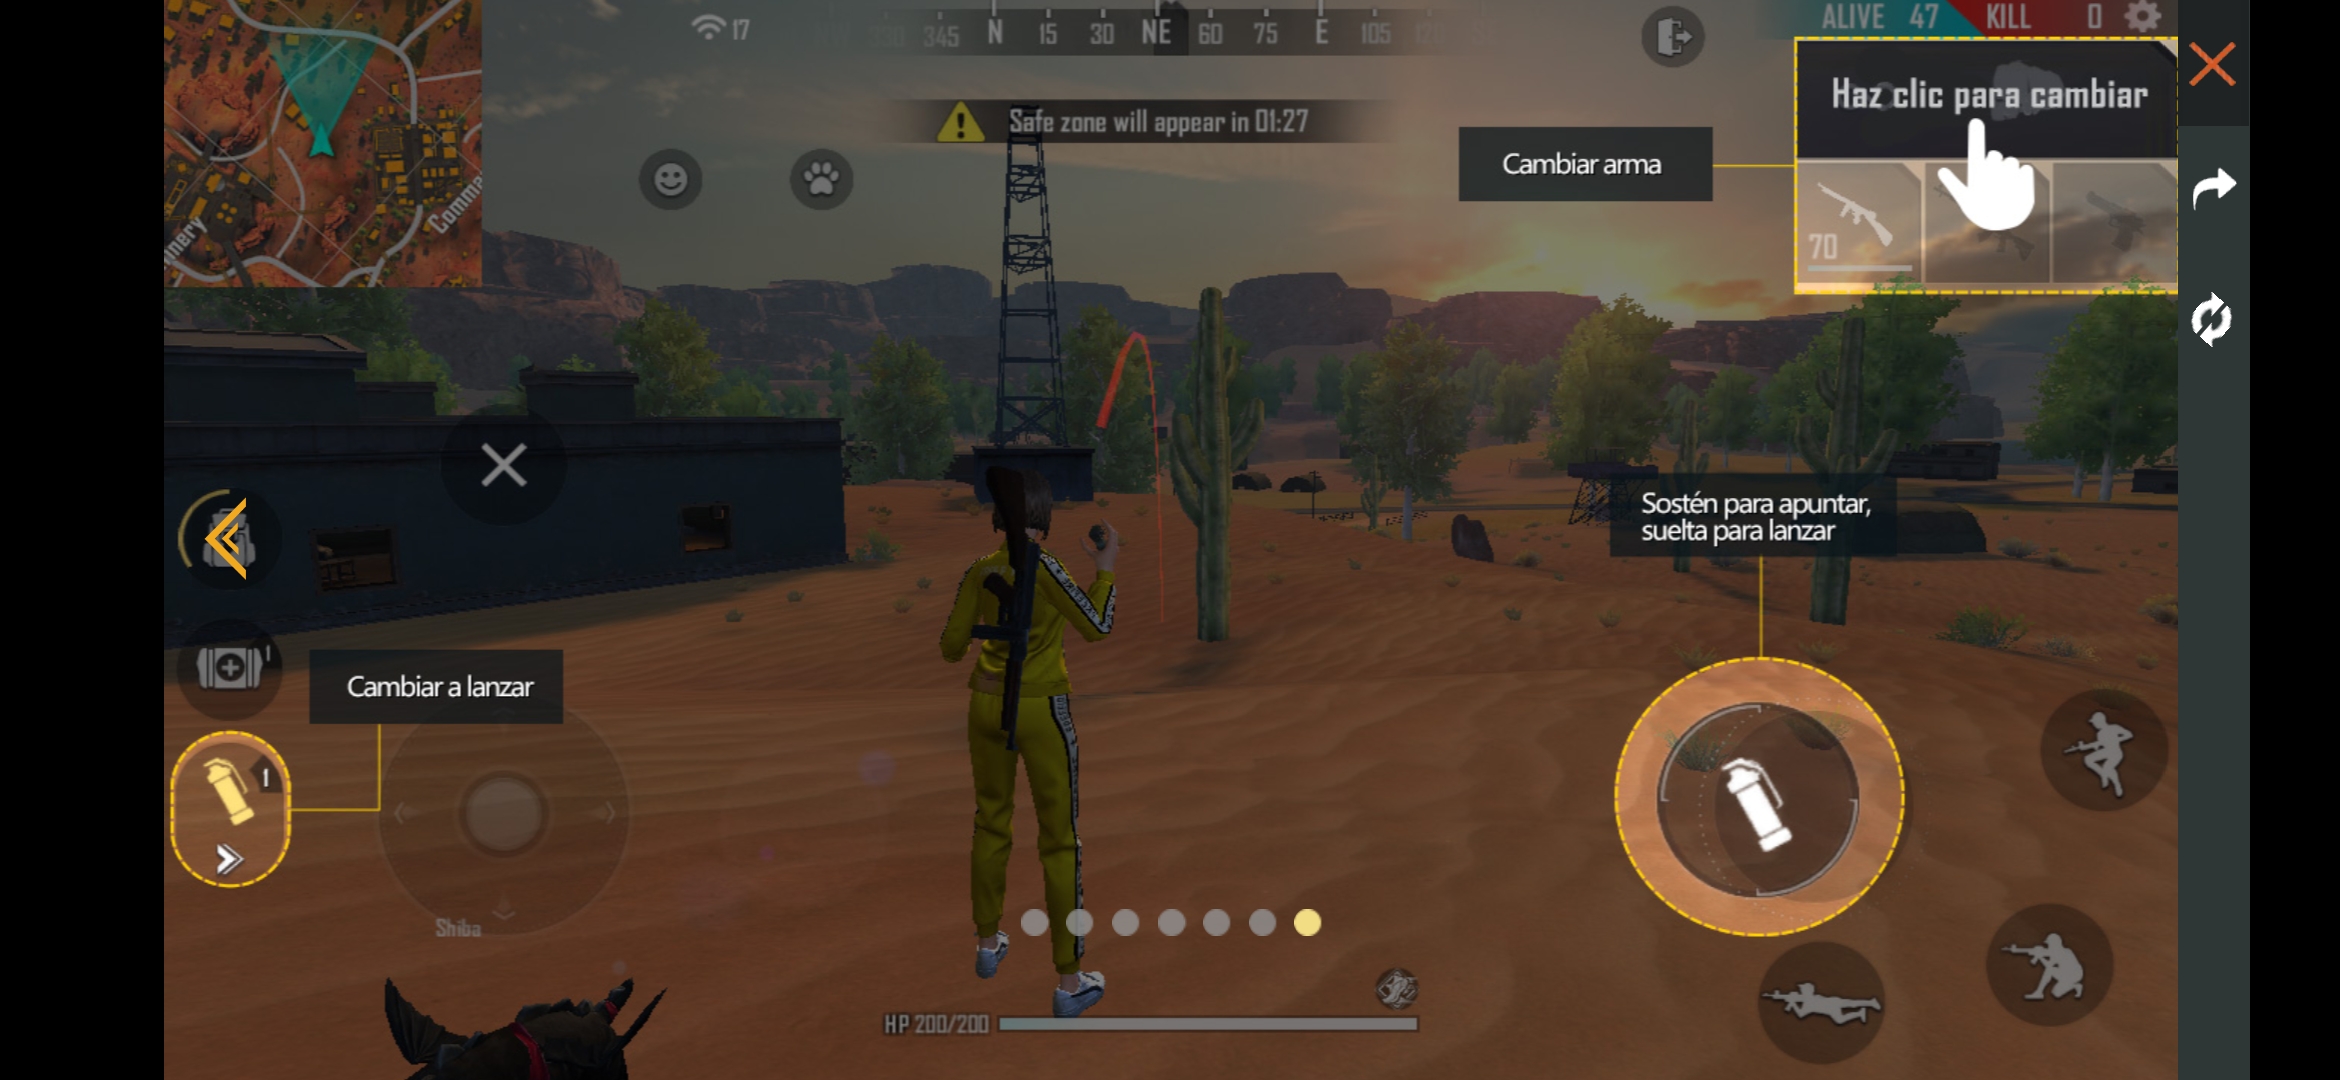 17
345 N 15 30 NE 60 75 E 105
ALIVE 47 KILL 0
Haz clic para cambiar
Safe zone will appear in 01:27
Cambiar arma
70
Sostén para apuntar,
suelta para lanzar
1
Cambiar a lanzar
1
Shiba
HP 200/200